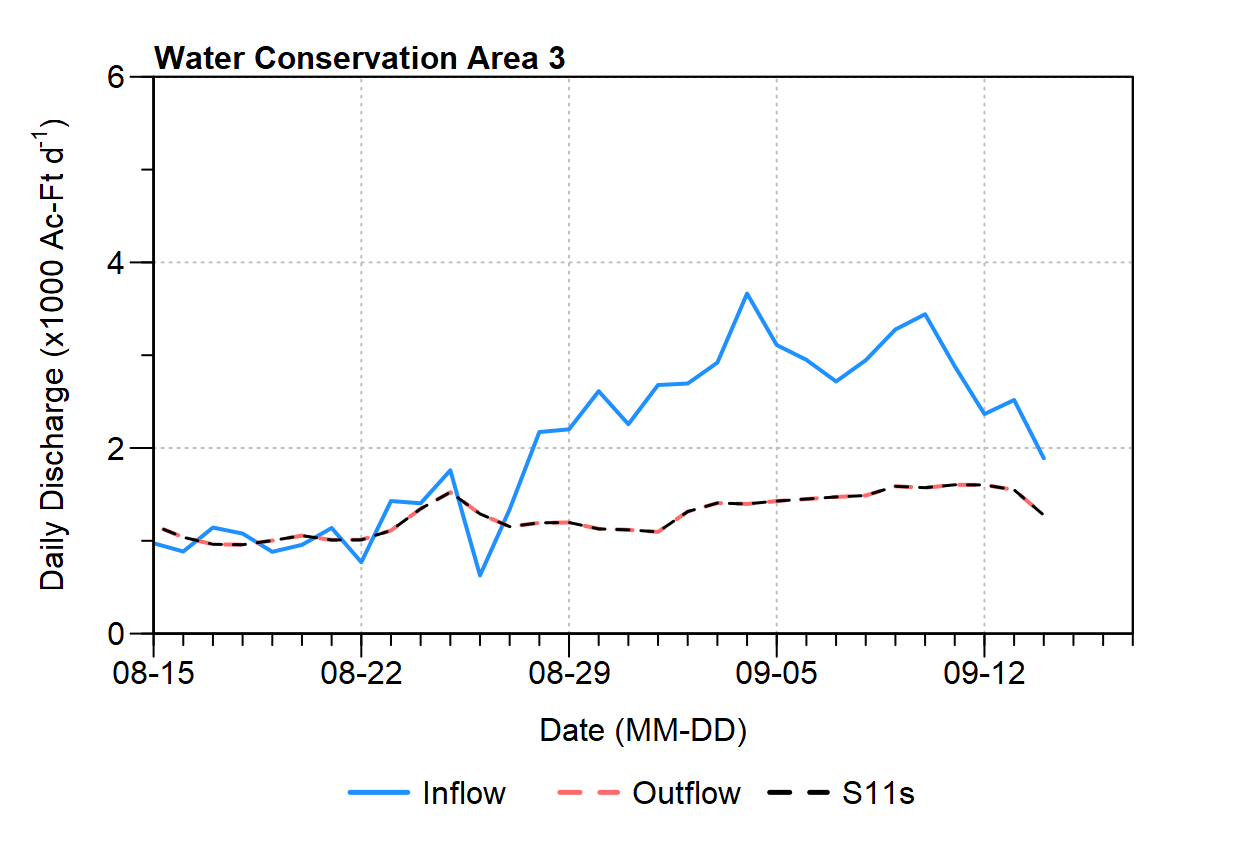 Water Conservation Area 3
6
4
2
0
Daily Discharge (x1000 Ac-Ft d⁻¹)
08-15 08-22 08-29 09-05 09-12
Date (MM-DD)
Inflow Outflow S11s